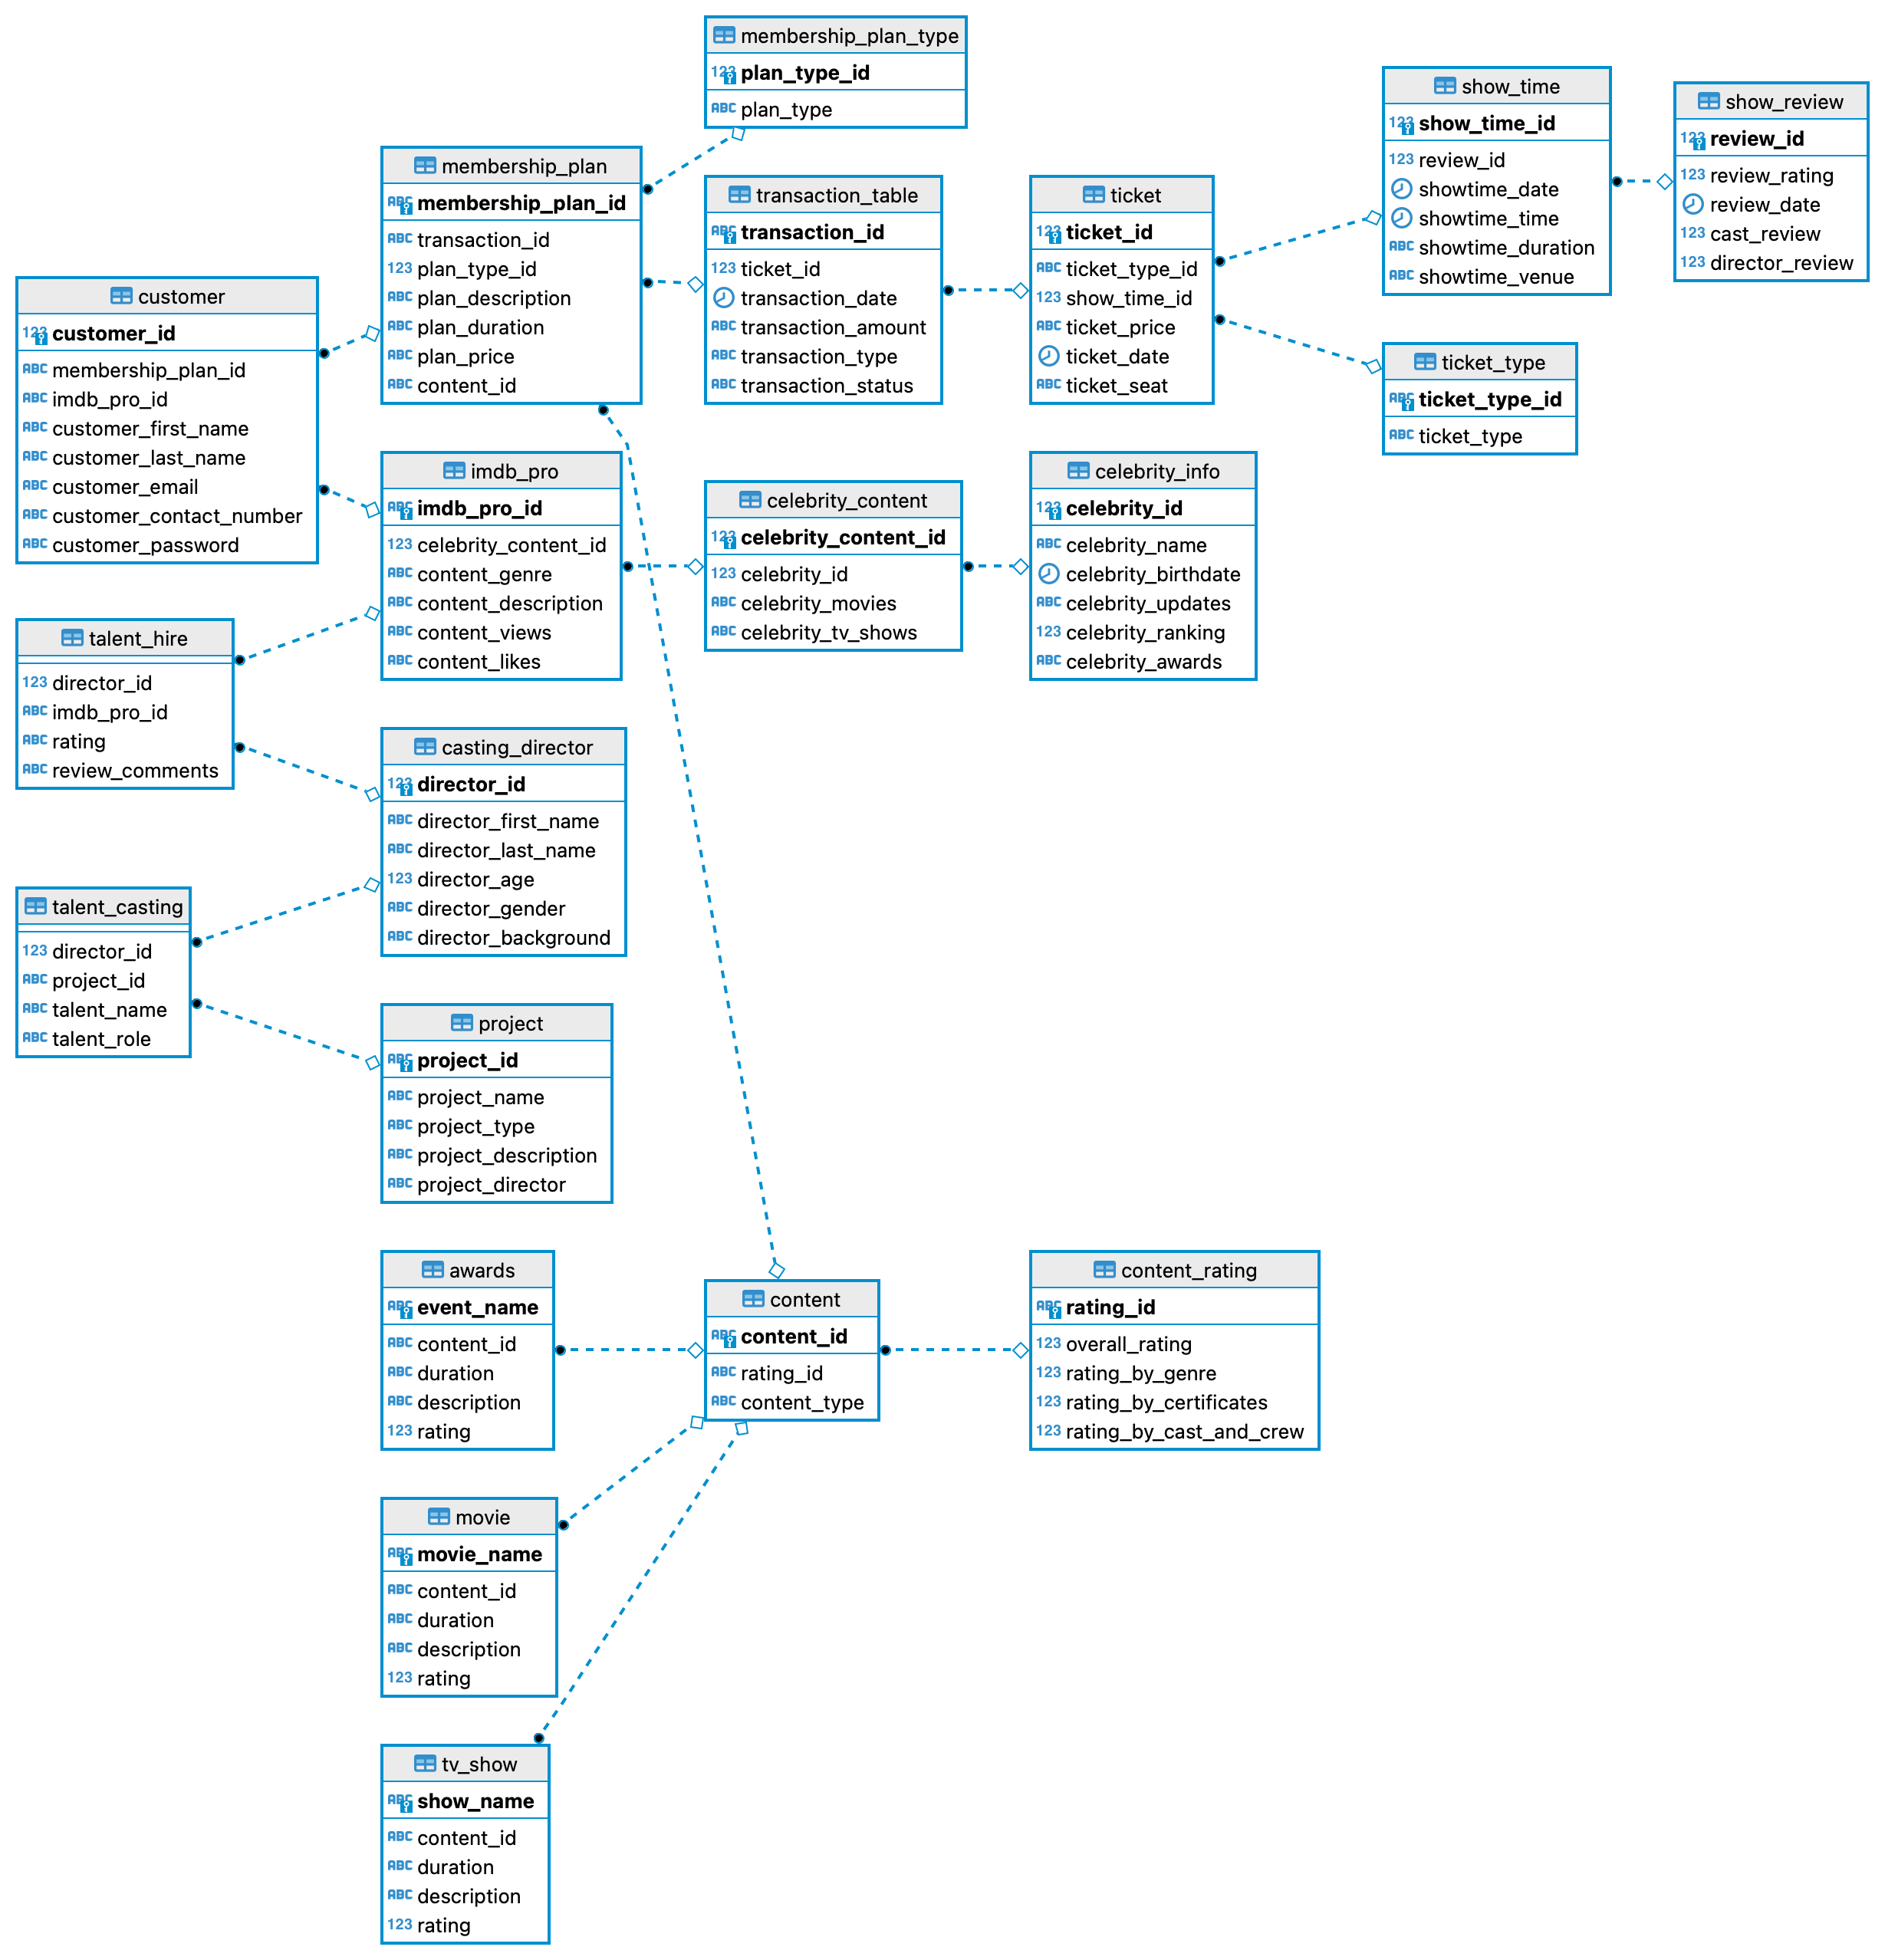 membership_plan_type
123 plan_type_id
ABC plan_type
show_time
123 show_time_id
123 review_id
showtime_date
showtime_time
ABC showtime_duration
ABC showtime_venue
show_review
123 review_id
123 review_rating
review_date
123 cast_review
123 director_review
membership_plan
ABC membership_plan_id
ABC transaction_id
123 plan_type_id
ABC plan_description
ABC plan_duration
ABC plan_price
ABC content_id
transaction_table
ABC transaction_id
123 ticket_id
transaction_date
ABC transaction_amount
ABC transaction_type
ABC transaction_status
ticket
123 ticket_id
ABC ticket_type_id
123 show_time_id
ABC ticket_price
ticket_date
ABC ticket_seat
customer
123 customer_id
ABC membership_plan_id
ABC imdb_pro_id
ABC customer_first_name
ABC customer_last_name
ABC customer_email
ABC customer_contact_number
ABC customer_password
ticket_type
ABC ticket_type_id
ABC ticket_type
imdb_pro
ABC imdb_pro_id
123 celebrity_content_id
ABC content_genre
ABC content_description
ABC content_views
ABC content_likes
celebrity_content
123 celebrity_content_id
123 celebrity_id
ABC celebrity_movies
ABC celebrity_tv_shows
celebrity_info
123 celebrity_id
ABC celebrity_name
celebrity_birthdate
ABC celebrity_updates
123 celebrity_ranking
ABC celebrity_awards
talent_hire
123 director_id
ABC imdb_pro_id
ABC rating
ABC review_comments
casting_director
123 director_id
ABC director_first_name
ABC director_last_name
123 director_age
ABC director_gender
ABC director_background
talent_casting
123 director_id
ABC project_id
ABC talent_name
ABC talent_role
project
ABC project_id
ABC project_name
ABC project_type
ABC project_description
ABC project_director
awards
ABC event_name
ABC content_id
ABC duration
ABC description
123 rating
content
ABC content_id
ABC rating_id
ABC content_type
content_rating
ABC rating_id
123 overall_rating
123 rating_by_genre
123 rating_by_certificates
123 rating_by_cast_and_crew
movie
ABC movie_name
ABC content_id
ABC duration
ABC description
123 rating
tv_show
ABC show_name
ABC content_id
ABC duration
ABC description
123 rating